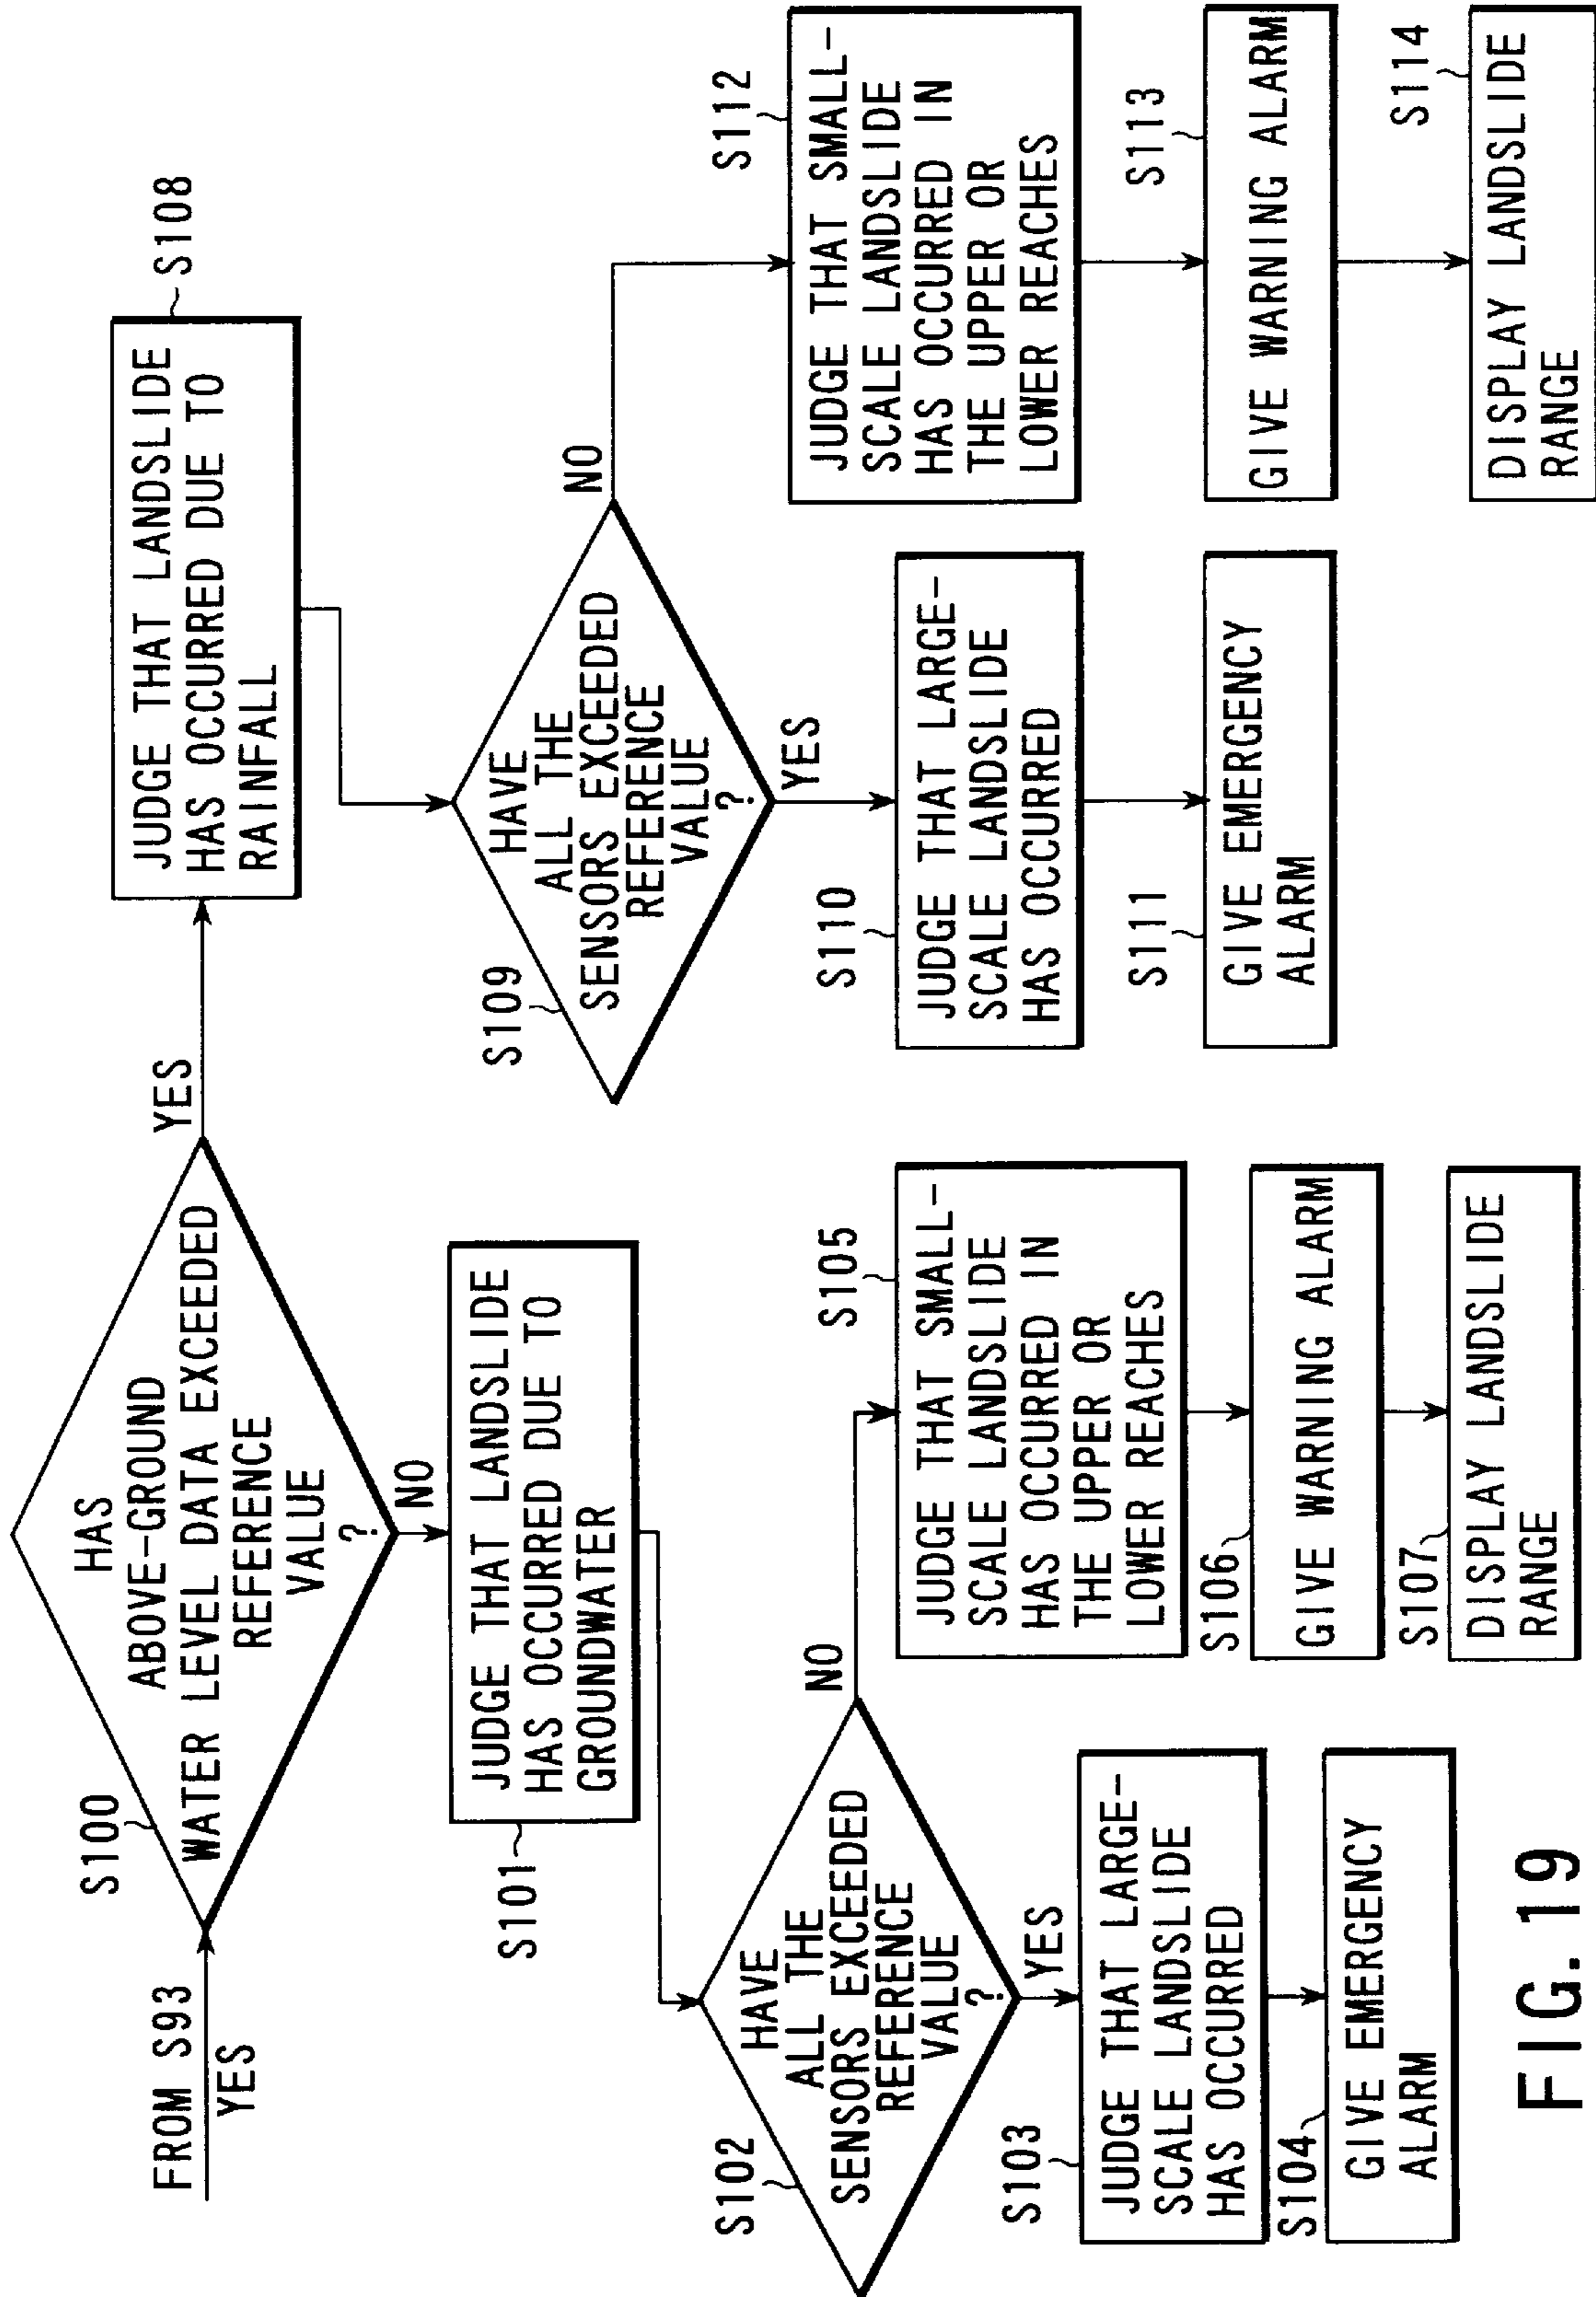 FROM S93
YES
S100
HAS
ABOVE-GROUND
WATER LEVEL DATA EXCEEDED
REFERENCE
VALUE
?
YES
NO
JUDGE THAT LANDSLIDE
HAS OCCURRED DUE TO
RAINFALL
S108
S101
JUDGE THAT LANDSLIDE
HAS OCCURRED DUE TO
GROUNDWATER
S102
HAVE
ALL THE
SENSORS EXCEEDED
REFERENCE
VALUE
?
YES
NO
S103
JUDGE THAT LARGE-
SCALE LANDSLIDE
HAS OCCURRED
S104
GIVE EMERGENCY
ALARM
S105
JUDGE THAT SMALL-
SCALE LANDSLIDE
HAS OCCURRED IN
THE UPPER OR
LOWER REACHES
S106
GIVE WARNING ALARM
S107
DISPLAY LANDSLIDE
RANGE
S109
HAVE
ALL THE
SENSORS EXCEEDED
REFERENCE
VALUE
?
YES
NO
S110
JUDGE THAT LARGE-
SCALE LANDSLIDE
HAS OCCURRED
S111
GIVE EMERGENCY
ALARM
S112
JUDGE THAT SMALL-
SCALE LANDSLIDE
HAS OCCURRED IN
THE UPPER OR
LOWER REACHES
S113
GIVE WARNING ALARM
S114
DISPLAY LANDSLIDE
RANGE
FIG.19